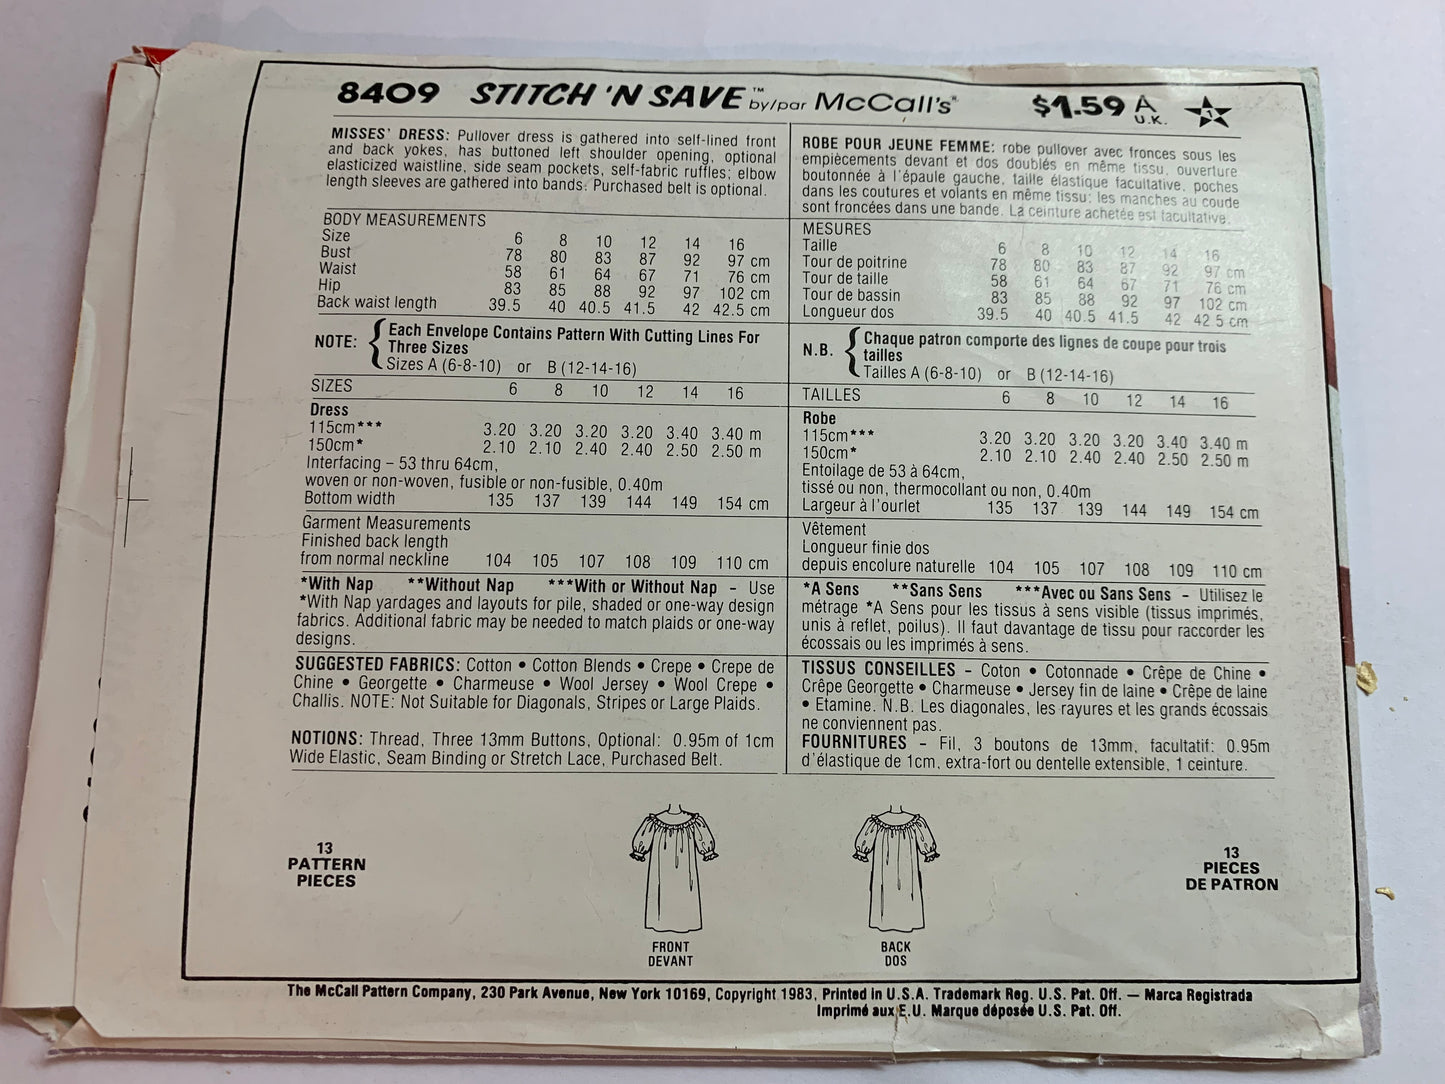 8409 STITCH 'N SAVE™ by/par McCall's® $1.59 A U.K. 1
MISSES' DRESS: Pullover dress is gathered into self-lined front
and back yokes, has buttoned left shoulder opening, optional
elasticized waistline, side seam pockets, self-fabric ruffles; elbow
length sleeves are gathered into bands. Purchased belt is optional.
BODY MEASUREMENTS
Size 6 8 10 12 14 16
Bust 78 80 83 87 92 97 cm
Waist 58 61 64 67 71 76 cm
Hip 83 85 88 92 97 102 cm
Back waist length 39.5 40 40.5 41.5 42 42.5 cm
NOTE: { Each Envelope Contains Pattern With Cutting Lines For
Three Sizes
Sizes A (6-8-10) or B (12-14-16)
SIZES 6 8 10 12 14 16
Dress
115cm*** 3.20 3.20 3.20 3.20 3.40 3.40 m
150cm* 2.10 2.10 2.40 2.40 2.50 2.50 m
Interfacing – 53 thru 64cm,
woven or non-woven, fusible or non-fusible, 0.40m
Bottom width 135 137 139 144 149 154 cm
Garment Measurements
Finished back length
from normal neckline 104 105 107 108 109 110 cm
*With Nap **Without Nap ***With or Without Nap – Use
*With Nap yardages and layouts for pile, shaded or one-way design
fabrics. Additional fabric may be needed to match plaids or one-way
designs.
SUGGESTED FABRICS: Cotton • Cotton Blends • Crepe • Crepe de
Chine • Georgette • Charmeuse • Wool Jersey • Wool Crepe •
Challis. NOTE: Not Suitable for Diagonals, Stripes or Large Plaids.
NOTIONS: Thread, Three 13mm Buttons, Optional: 0.95m of 1cm
Wide Elastic, Seam Binding or Stretch Lace, Purchased Belt.
ROBE POUR JEUNE FEMME: robe pullover avec fronces sous les
empiècements devant et dos doublés en même tissu, ouverture
boutonnée à l'épaule gauche, taille élastique facultative, poches
dans les coutures et volants en même tissu: les manches au coude
sont froncées dans une bande. La ceinture achetée est facultative.
MESURES
Taille 6 8 10 12 14 16
Tour de poitrine 78 80 83 87 92 97 cm
Tour de taille 58 61 64 67 71 76 cm
Tour de bassin 83 85 88 92 97 102 cm
Longueur dos 39.5 40 40.5 41.5 42 42 5 cm
N.B. { Chaque patron comporte des lignes de coupe pour trois
tailles
Tailles A (6-8-10) or B (12-14-16)
TAILLES 6 8 10 12 14 16
Robe
115cm*** 3.20 3.20 3.20 3.20 3.40 3.40 m
150cm* 2.10 2.10 2.40 2.40 2.50 2.50 m
Entoilage de 53 à 64cm,
tissé ou non, thermocollant ou non, 0.40m
Largeur à l'ourlet 135 137 139 144 149 154 cm
Vêtement
Longueur finie dos
depuis encolure naturelle 104 105 107 108 109 110 cm
*A Sens **Sans Sens ***Avec ou Sans Sens – Utilisez le
métrage *A Sens pour les tissus à sens visible (tissus imprimés,
unis à reflet, poilus). Il faut davantage de tissu pour raccorder les
écossais ou les imprimés à sens.
TISSUS CONSEILLES – Coton • Cotonnade • Crêpe de Chine •
Crêpe Georgette • Charmeuse • Jersey fin de laine • Crêpe de laine
• Etamine. N.B. Les diagonales, les rayures et les grands écossais
ne conviennent pas.
FOURNITURES – Fil, 3 boutons de 13mm, facultatif: 0.95m
d'élastique de 1cm, extra-fort ou dentelle extensible, 1 ceinture.
13
PATTERN
PIECES
FRONT
DEVANT
BACK
DOS
13
PIECES
DE PATRON
The McCall Pattern Company, 230 Park Avenue, New York 10169, Copyright 1983, Printed in U.S.A. Trademark Reg. U.S. Pat. Off. — Marca Registrada
Imprimé aux E.U. Marque déposée U.S. Pat. Off.